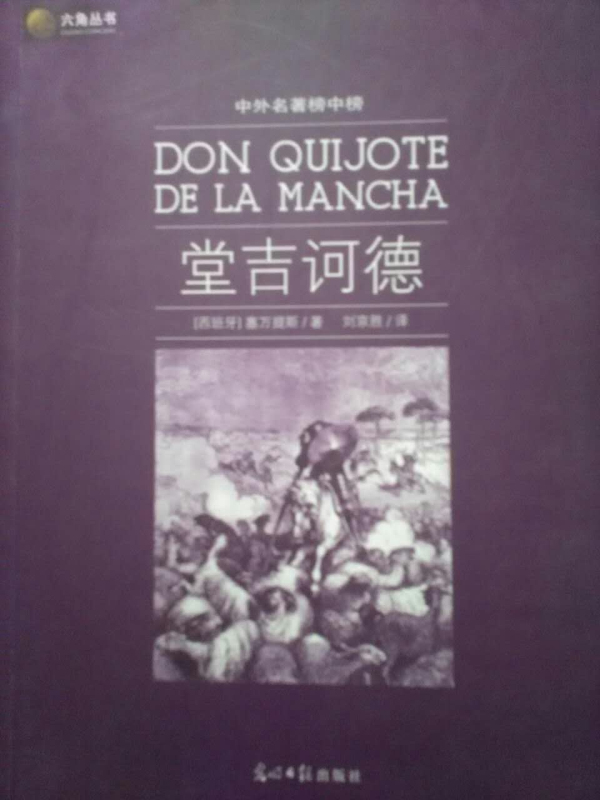 六角丛书
中外名著榜中榜
DON QUIJOTE
DE LA MANCHA
堂吉诃德
[西班牙] 塞万提斯 / 著 刘京胜 / 译
光明日报出版社